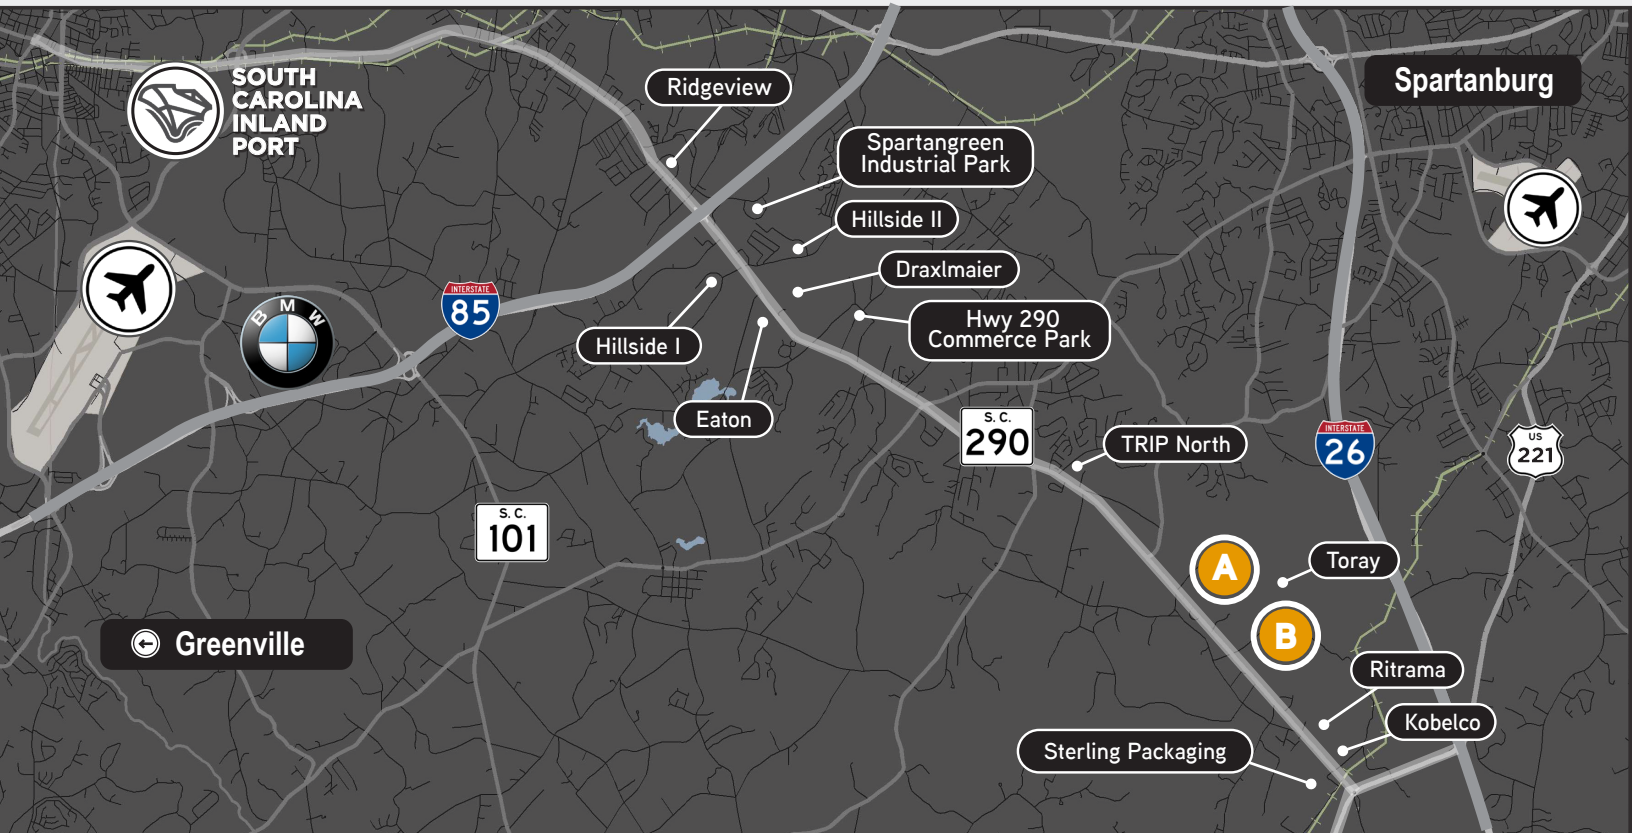 SOUTH
CAROLINA
INLAND
PORT
Ridgeview
Spartanburg
Spartangreen
Industrial Park
Hillside II
Draxlmaier
B M W
INTERSTATE
85
Hillside I
Hwy 290
Commerce Park
Eaton
S. C.
290
TRIP North
INTERSTATE
26
US
221
S. C.
101
A
Toray
B
Greenville
Ritrama
Kobelco
Sterling Packaging